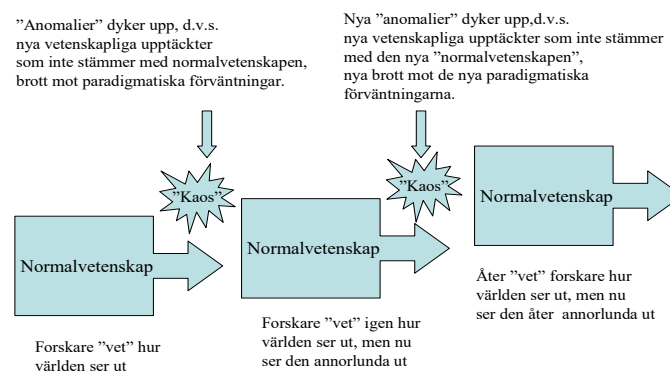 ”Anomalier” dyker upp, d.v.s.
nya vetenskapliga upptäckter
som inte stämmer med normalvetenskapen,
brott mot paradigmatiska förväntningar.
Nya ”anomalier” dyker upp,d.v.s.
nya vetenskapliga upptäckter som inte stämmer
med den nya ”normalvetenskapen”,
nya brott mot de nya paradigmatiska
förväntningarna.
”Kaos”
”Kaos”
Normalvetenskap
Normalvetenskap
Normalvetenskap
Forskare ”vet” hur
världen ser ut
Forskare ”vet” igen hur
världen ser ut, men nu
ser den annorlunda ut
Åter ”vet” forskare hur
världen ser ut, men nu
ser den åter annorlunda ut